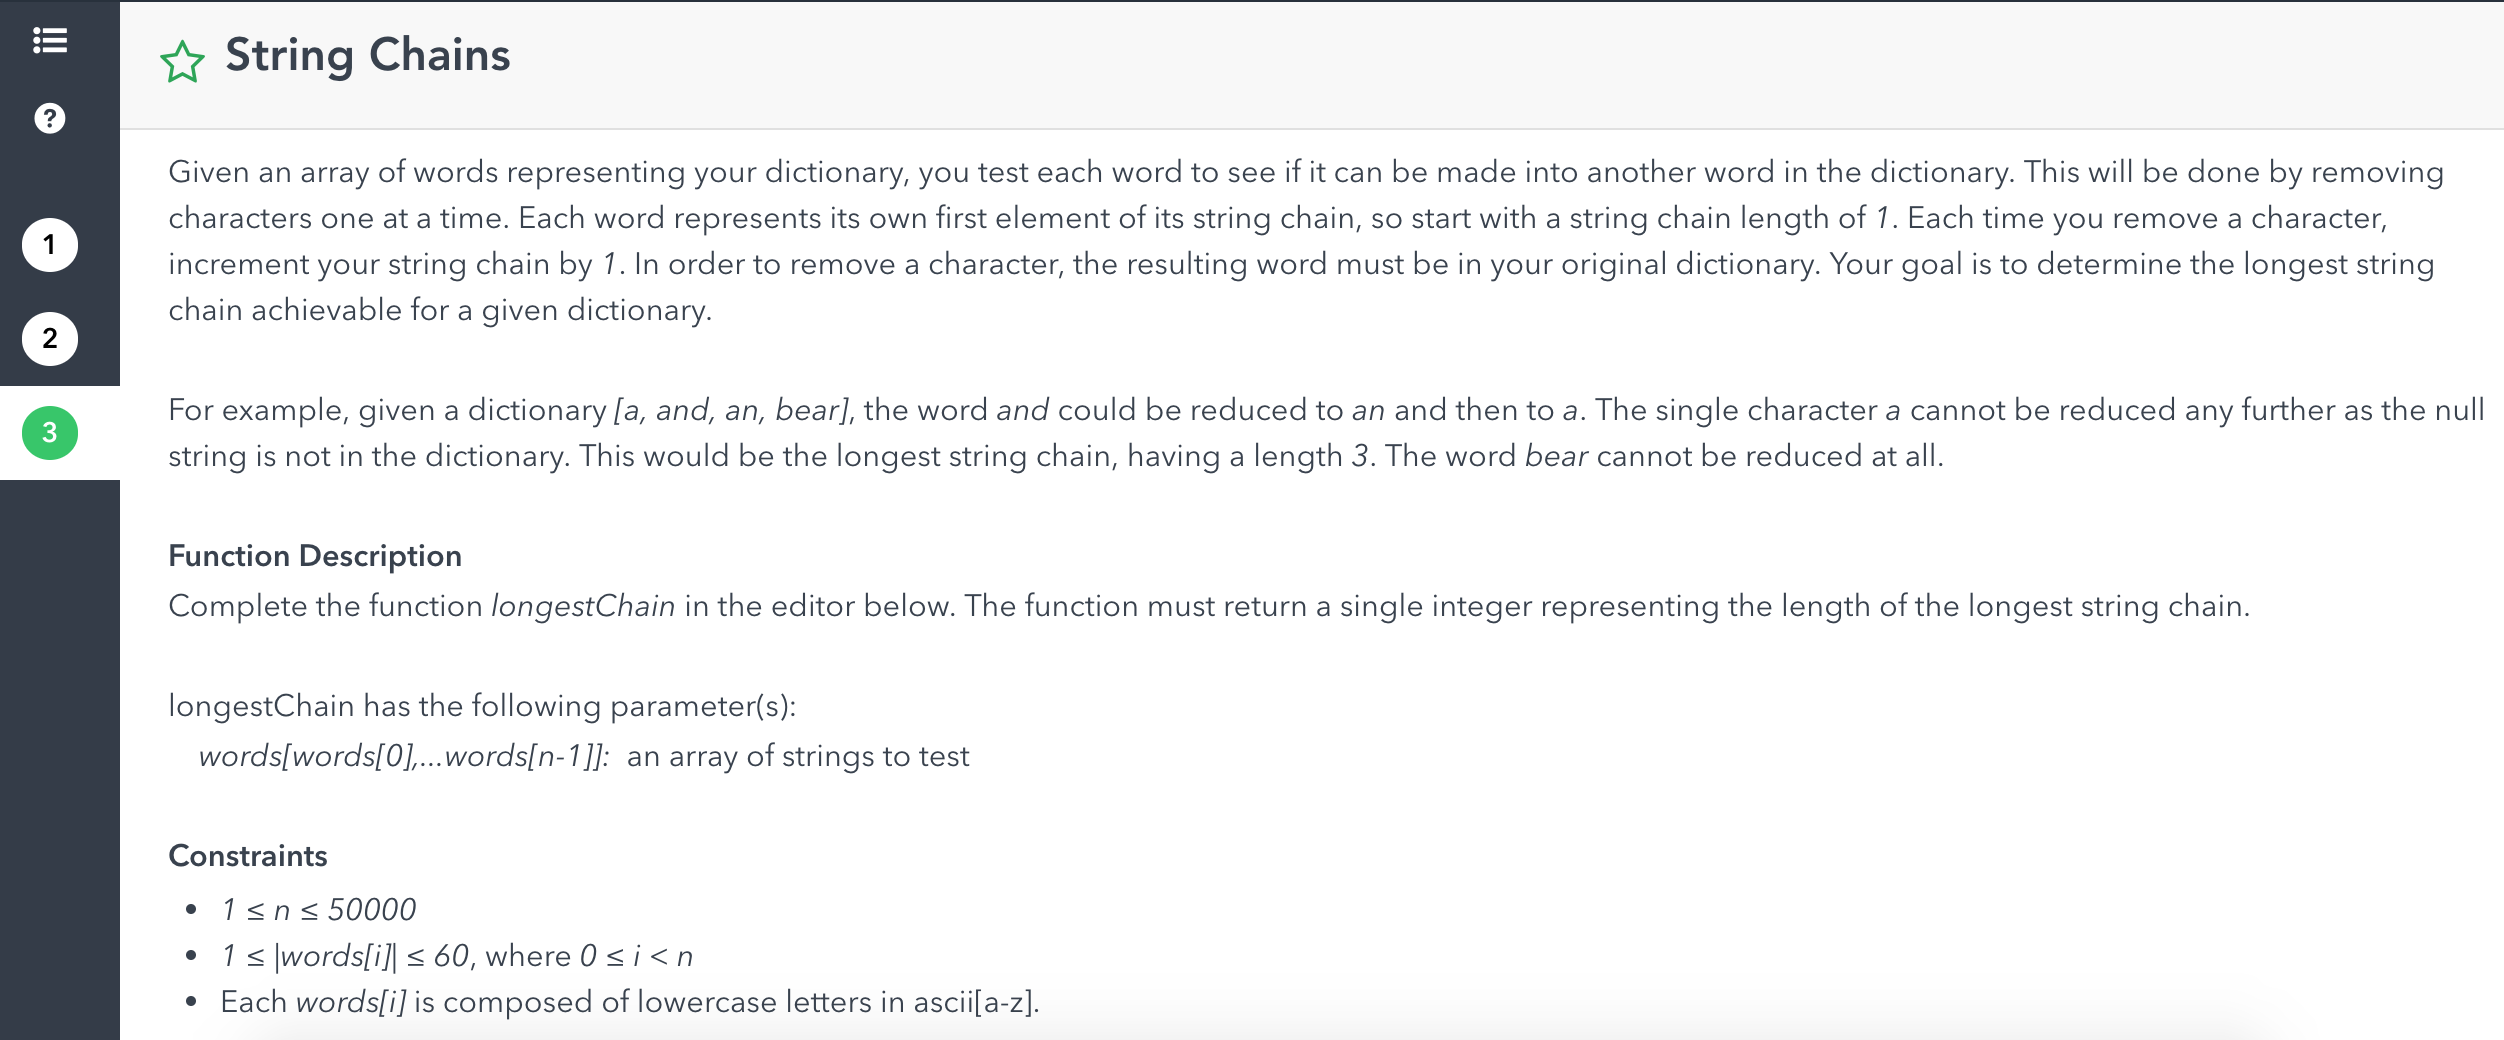 String Chains
?
1
2
3
Given an array of words representing your dictionary, you test each word to see if it can be made into another word in the dictionary. This will be done by removing
characters one at a time. Each word represents its own first element of its string chain, so start with a string chain length of 1. Each time you remove a character,
increment your string chain by 1. In order to remove a character, the resulting word must be in your original dictionary. Your goal is to determine the longest string
chain achievable for a given dictionary.
For example, given a dictionary [a, and, an, bear], the word and could be reduced to an and then to a. The single character a cannot be reduced any further as the null
string is not in the dictionary. This would be the longest string chain, having a length 3. The word bear cannot be reduced at all.
Function Description
Complete the function longestChain in the editor below. The function must return a single integer representing the length of the longest string chain.
longestChain has the following parameter(s):
words[words[0],...words[n-1]]: an array of strings to test
Constraints
• 1 ≤ n ≤ 50000
• 1 ≤ |words[i]| ≤ 60, where 0 ≤ i < n
• Each words[i] is composed of lowercase letters in ascii[a-z].